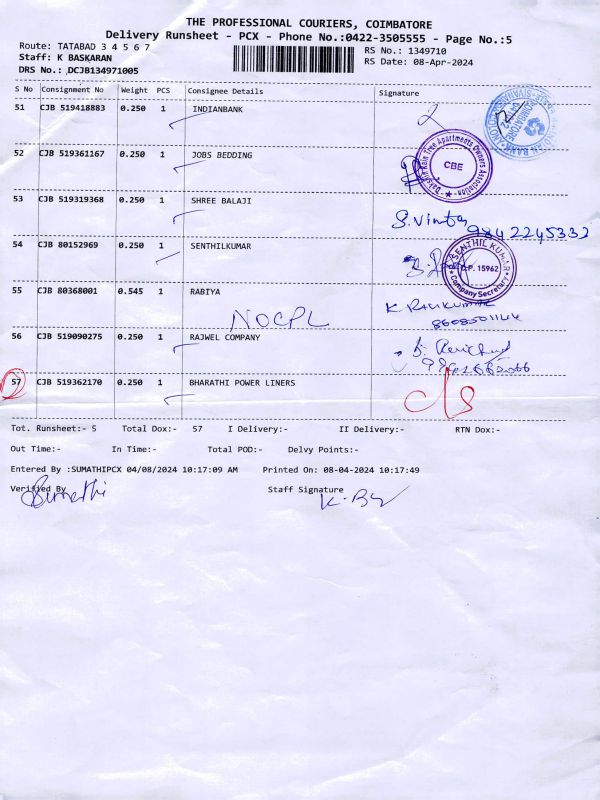 THE PROFESSIONAL COURIERS, COIMBATORE
Delivery Runsheet - PCX - Phone No.:0422-3505555 - Page No.:5
Route: TATABAD 3 4 5 6 7
RS No.: 1349710
Staff: K BASKARAN
RS Date: 08-Apr-2024
DRS No.: DCJB134971005
S No Consignment No Weight PCS Consignee Details Signature
51 CJB 519418883 0.250 1 INDIANBANK
52 CJB 519361167 0.250 1 JOBS BEDDING
CBE
53 CJB 519319368 0.250 1 SHREE BALAJI
9842245332
54 CJB 80152969 0.250 1 SENTHILKUMAR
SENTHIL KUMAR
C.P. 15962
Company Secretary
55 CJB 80368001 0.545 1 RABIYA
K RAVIKUMAR
NOCPL
56 CJB 519090275 0.250 1 RAJWEL COMPANY
57 CJB 519362170 0.250 1 BHARATHI POWER LINERS
Tot. Runsheet:- 5 Total Dox:- 57 I Delivery:- II Delivery:- RTN Dox:-
Out Time:- In Time:- Total POD:- Delvy Points:-
Entered By :SUMATHIPCX 04/08/2024 10:17:09 AM Printed On: 08-04-2024 10:17:49
Verified By Staff Signature
Sumathi